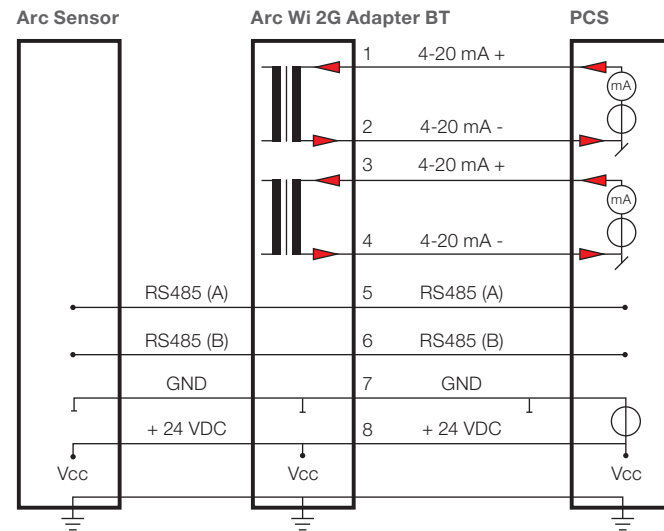 Arc Sensor Arc Wi 2G Adapter BT PCS
1 4-20 mA +
mA
2 4-20 mA -
3 4-20 mA +
mA
4 4-20 mA -
RS485 (A) 5 RS485 (A)
RS485 (B) 6 RS485 (B)
GND 7 GND
+ 24 VDC 8 + 24 VDC
Vcc Vcc Vcc